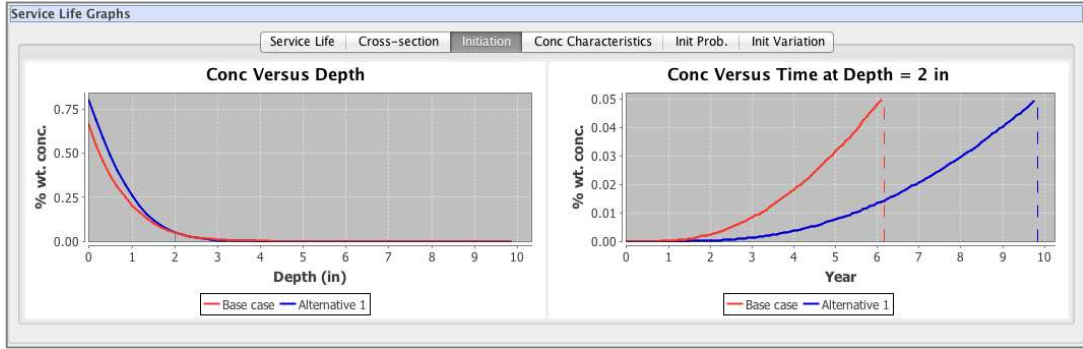 Service Life Graphs
Service Life Cross-section Initiation Conc Characteristics Init Prob. Init Variation
Conc Versus Depth
% wt. conc.
0.75
0.50
0.25
0.00
0 1 2 3 4 5 6 7 8 9 10
Depth (in)
Base case Alternative 1
Conc Versus Time at Depth = 2 in
% wt. conc.
0.05
0.04
0.03
0.02
0.01
0.00
0 1 2 3 4 5 6 7 8 9 10
Year
Base case Alternative 1